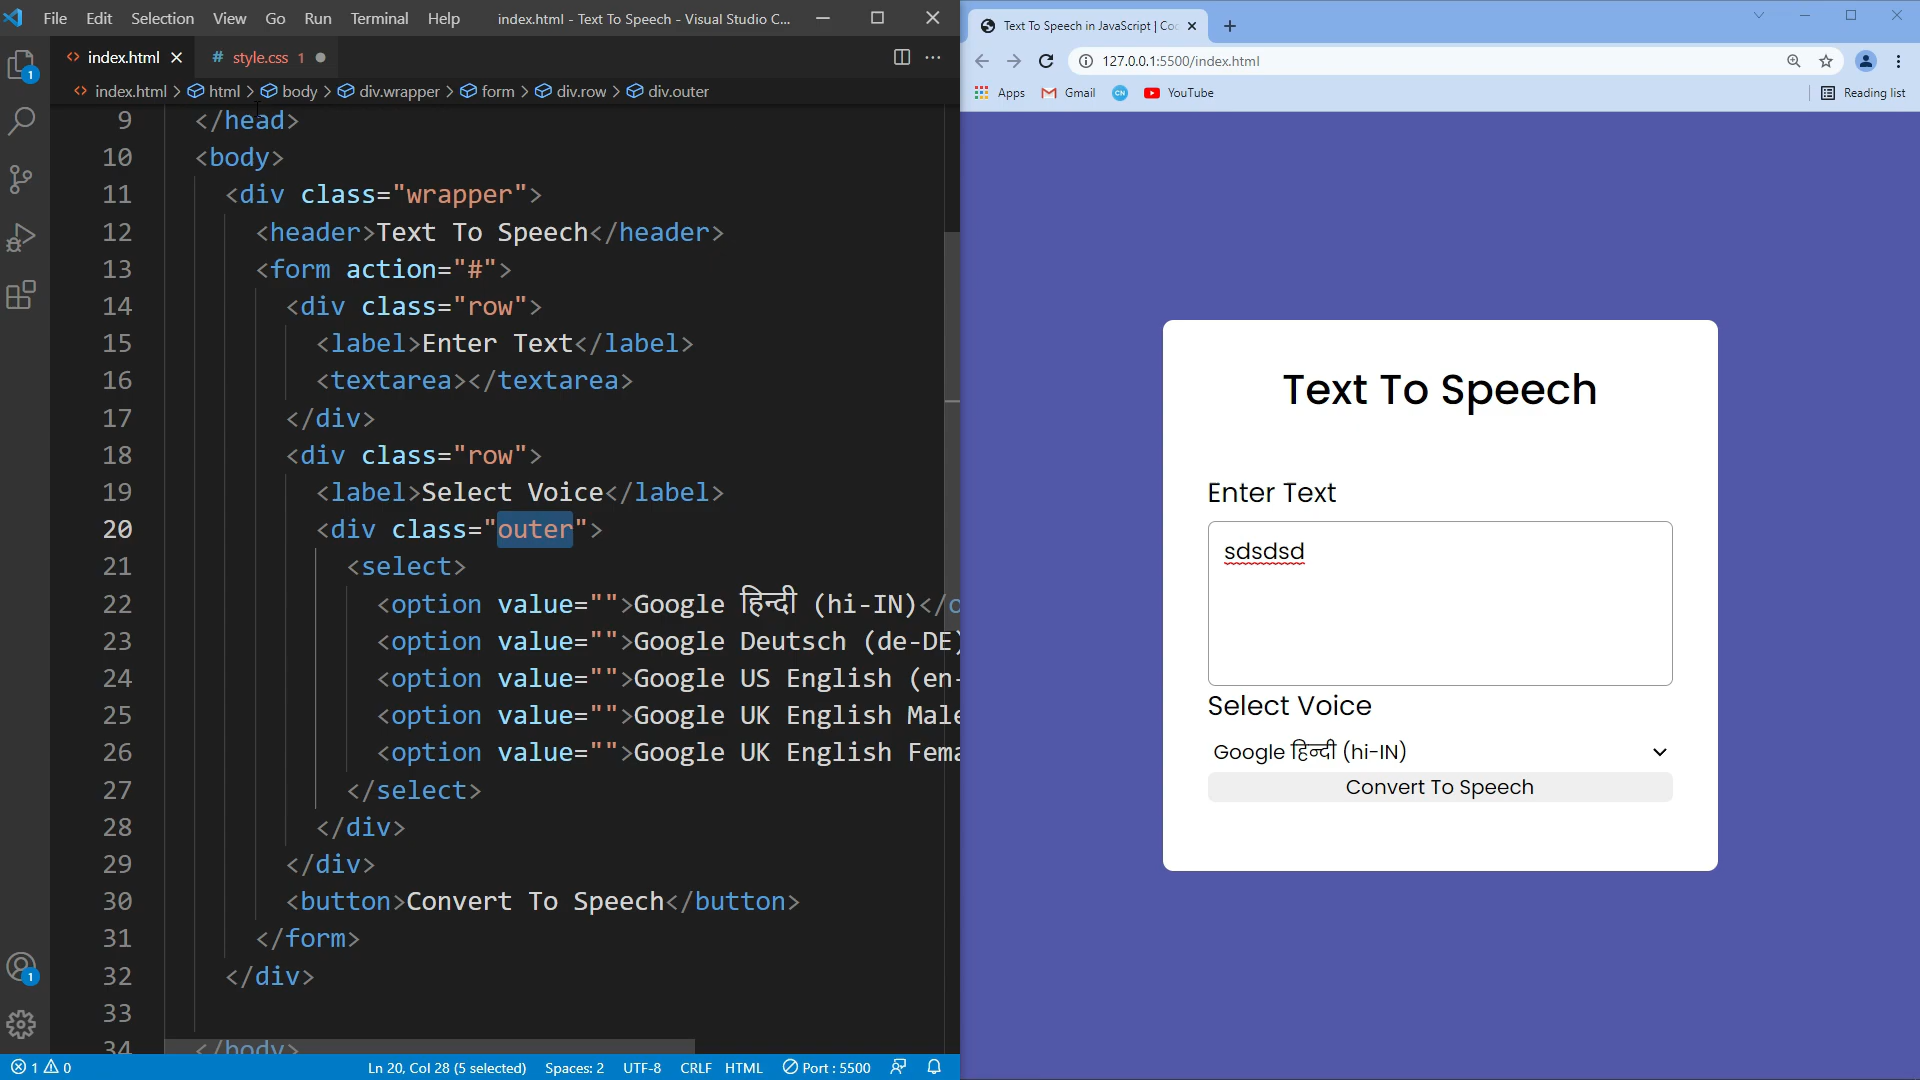 File Edit Selection View Go Run Terminal Help index.html - Text To Speech - Visual Studio C...
index.html # style.css 1
index.html > html > body > div.wrapper > form > div.row > div.outer
9 </head>
10 <body>
11 <div class="wrapper">
12 <header>Text To Speech</header>
13 <form action="#">
14 <div class="row">
15 <label>Enter Text</label>
16 <textarea></textarea>
17 </div>
18 <div class="row">
19 <label>Select Voice</label>
20 <div class="outer">
21 <select>
22 <option value="">Google हिन्दी (hi-IN)</o
23 <option value="">Google Deutsch (de-DE)
24 <option value="">Google US English (en-
25 <option value="">Google UK English Male
26 <option value="">Google UK English Fema
27 </select>
28 </div>
29 </div>
30 <button>Convert To Speech</button>
31 </form>
32 </div>
33
34 </body>
1
1
1 0 Ln 20, Col 28 (5 selected) Spaces: 2 UTF-8 CRLF HTML Port : 5500
Text To Speech in JavaScript | Co
127.0.0.1:5500/index.html
Apps Gmail CN YouTube Reading list
Text To Speech
Enter Text
sdsdsd
Select Voice
Google हिन्दी (hi-IN)
Convert To Speech